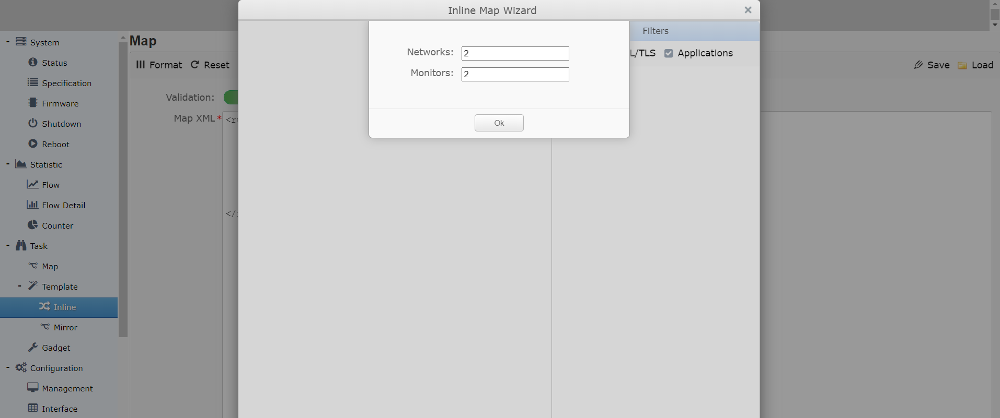 Inline Map Wizard
Filters
Networks: 2
L/TLS Applications
Monitors: 2
Ok
- System
Status
Specification
Firmware
Shutdown
Reboot
- Statistic
Flow
Flow Detail
Counter
- Task
Map
- Template
Inline
Mirror
Gadget
- Configuration
Management
Interface
Map
Format Reset
Save Load
Validation:
Map XML*